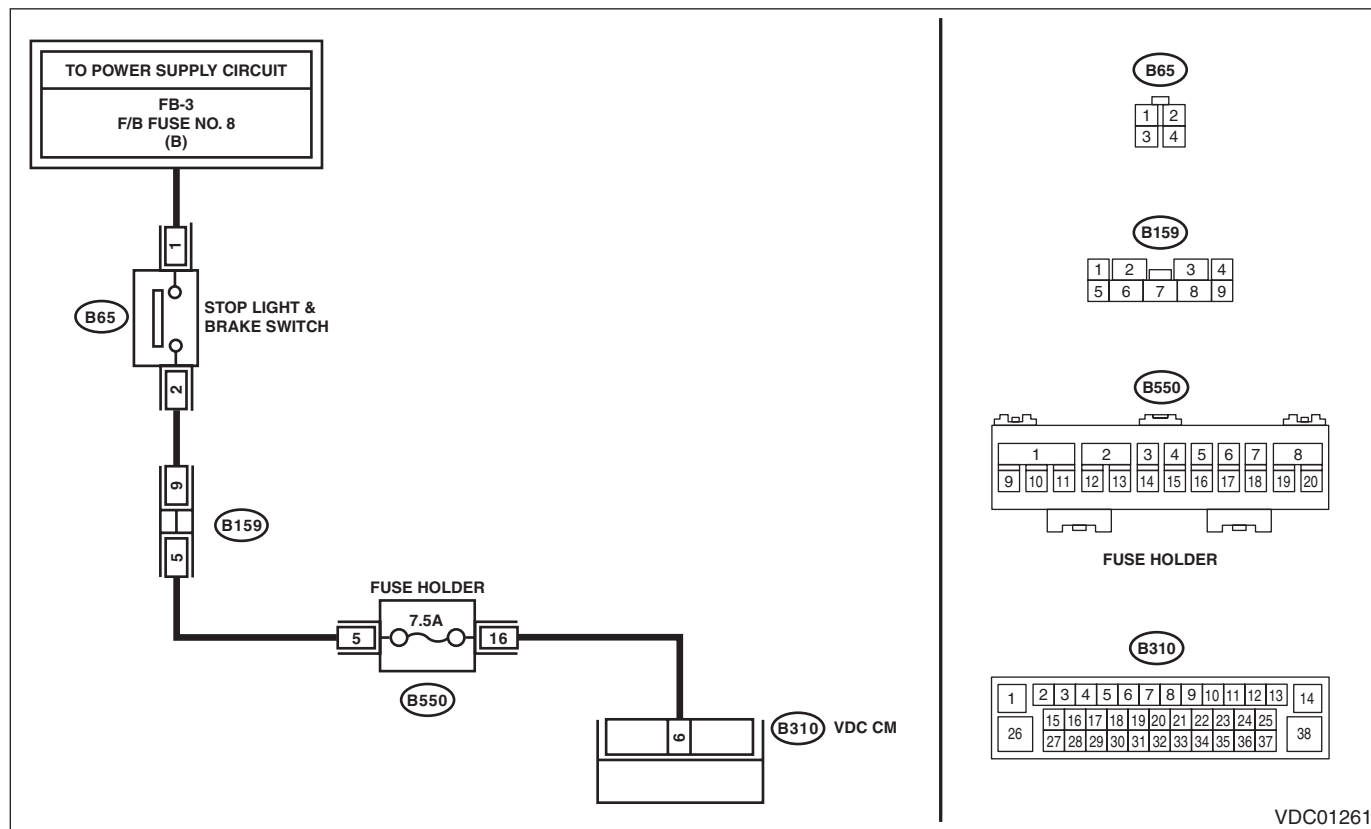 TO POWER SUPPLY CIRCUIT
FB-3
F/B FUSE NO. 8
(B)
1
B65
STOP LIGHT &
BRAKE SWITCH
2
9
B159
5
FUSE HOLDER
7.5A
5
16
B550
6
B310
VDC CM
B65
1 2
3 4
B159
1 2 3 4
5 6 7 8 9
B550
1 2 3 4 5 6 7 8
9 10 11 12 13 14 15 16 17 18 19 20
FUSE HOLDER
B310
1 2 3 4 5 6 7 8 9 10 11 12 13 14
15 16 17 18 19 20 21 22 23 24 25
26 27 28 29 30 31 32 33 34 35 36 37 38
VDC01261